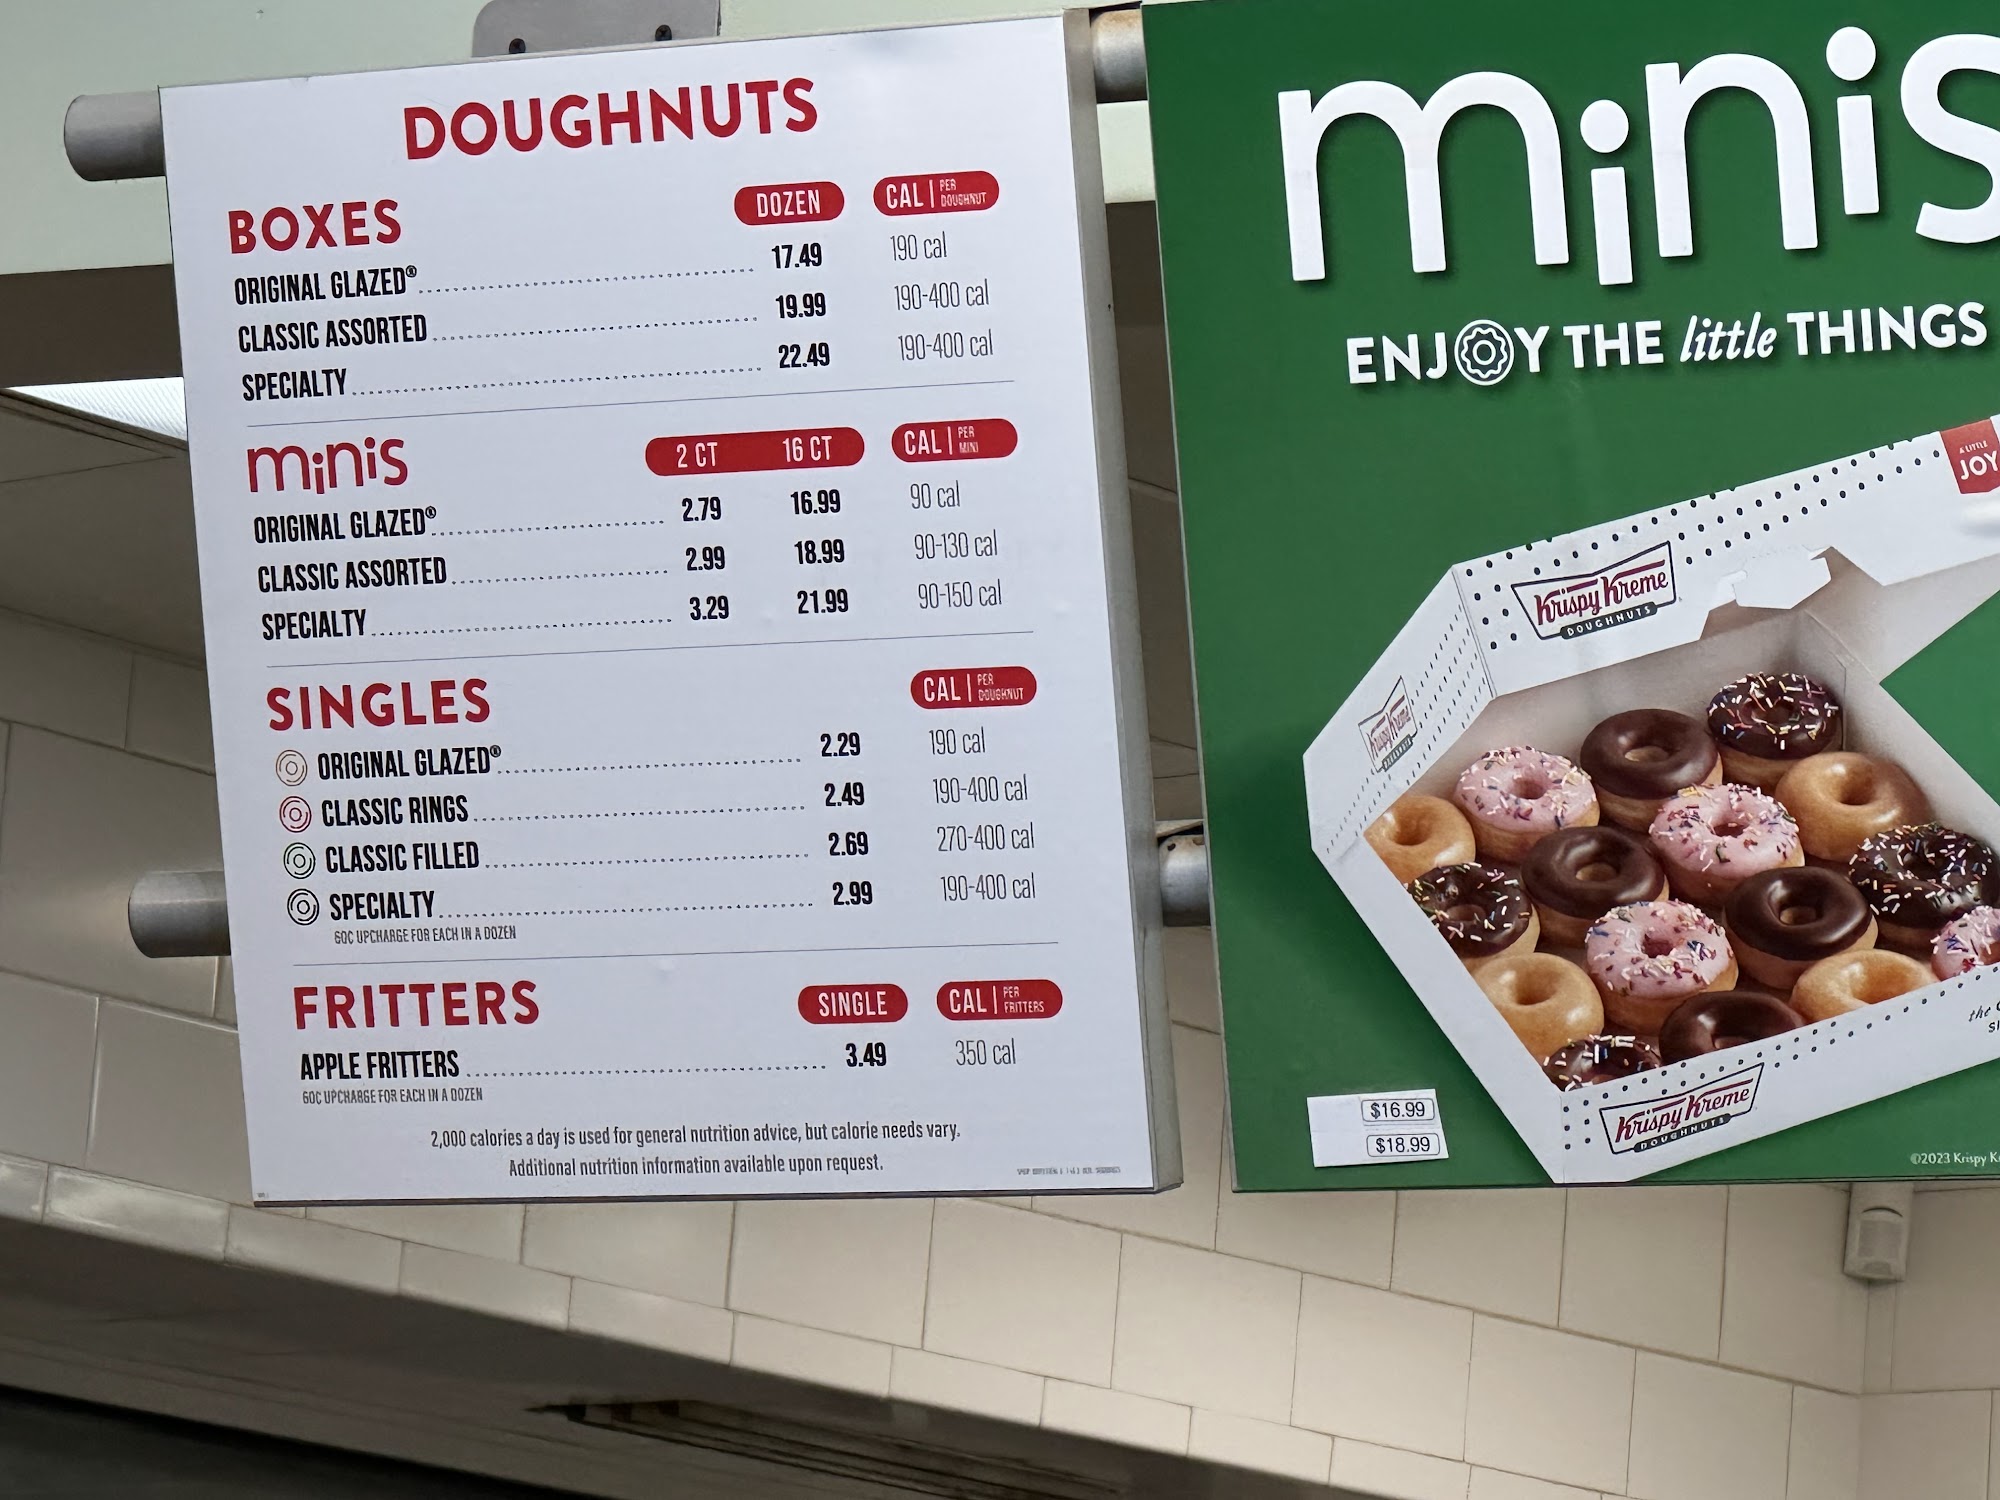 DOUGHNUTS
BOXES DOZEN CAL | PER DOUGHNUT
ORIGINAL GLAZED® 17.49 190 cal
CLASSIC ASSORTED 19.99 190-400 cal
SPECIALTY 22.49 190-400 cal
minis 2 CT 16 CT CAL | PER MINI
ORIGINAL GLAZED® 2.79 16.99 90 cal
CLASSIC ASSORTED 2.99 18.99 90-130 cal
SPECIALTY 3.29 21.99 90-150 cal
SINGLES CAL | PER DOUGHNUT
ORIGINAL GLAZED® 2.29 190 cal
CLASSIC RINGS 2.49 190-400 cal
CLASSIC FILLED 2.69 270-400 cal
SPECIALTY 2.99 190-400 cal
60¢ UPCHARGE FOR EACH IN A DOZEN
FRITTERS SINGLE CAL | PER FRITTERS
APPLE FRITTERS 3.49 350 cal
60¢ UPCHARGE FOR EACH IN A DOZEN
2,000 calories a day is used for general nutrition advice, but calorie needs vary.
Additional nutrition information available upon request.
minis
ENJOY THE little THINGS
A LITTLE
JOY
Krispy Kreme
DOUGHNUTS
Krispy Kreme
DOUGHNUTS
the
Krispy Kreme
DOUGHNUTS
$16.99
$18.99
©2023 Krispy